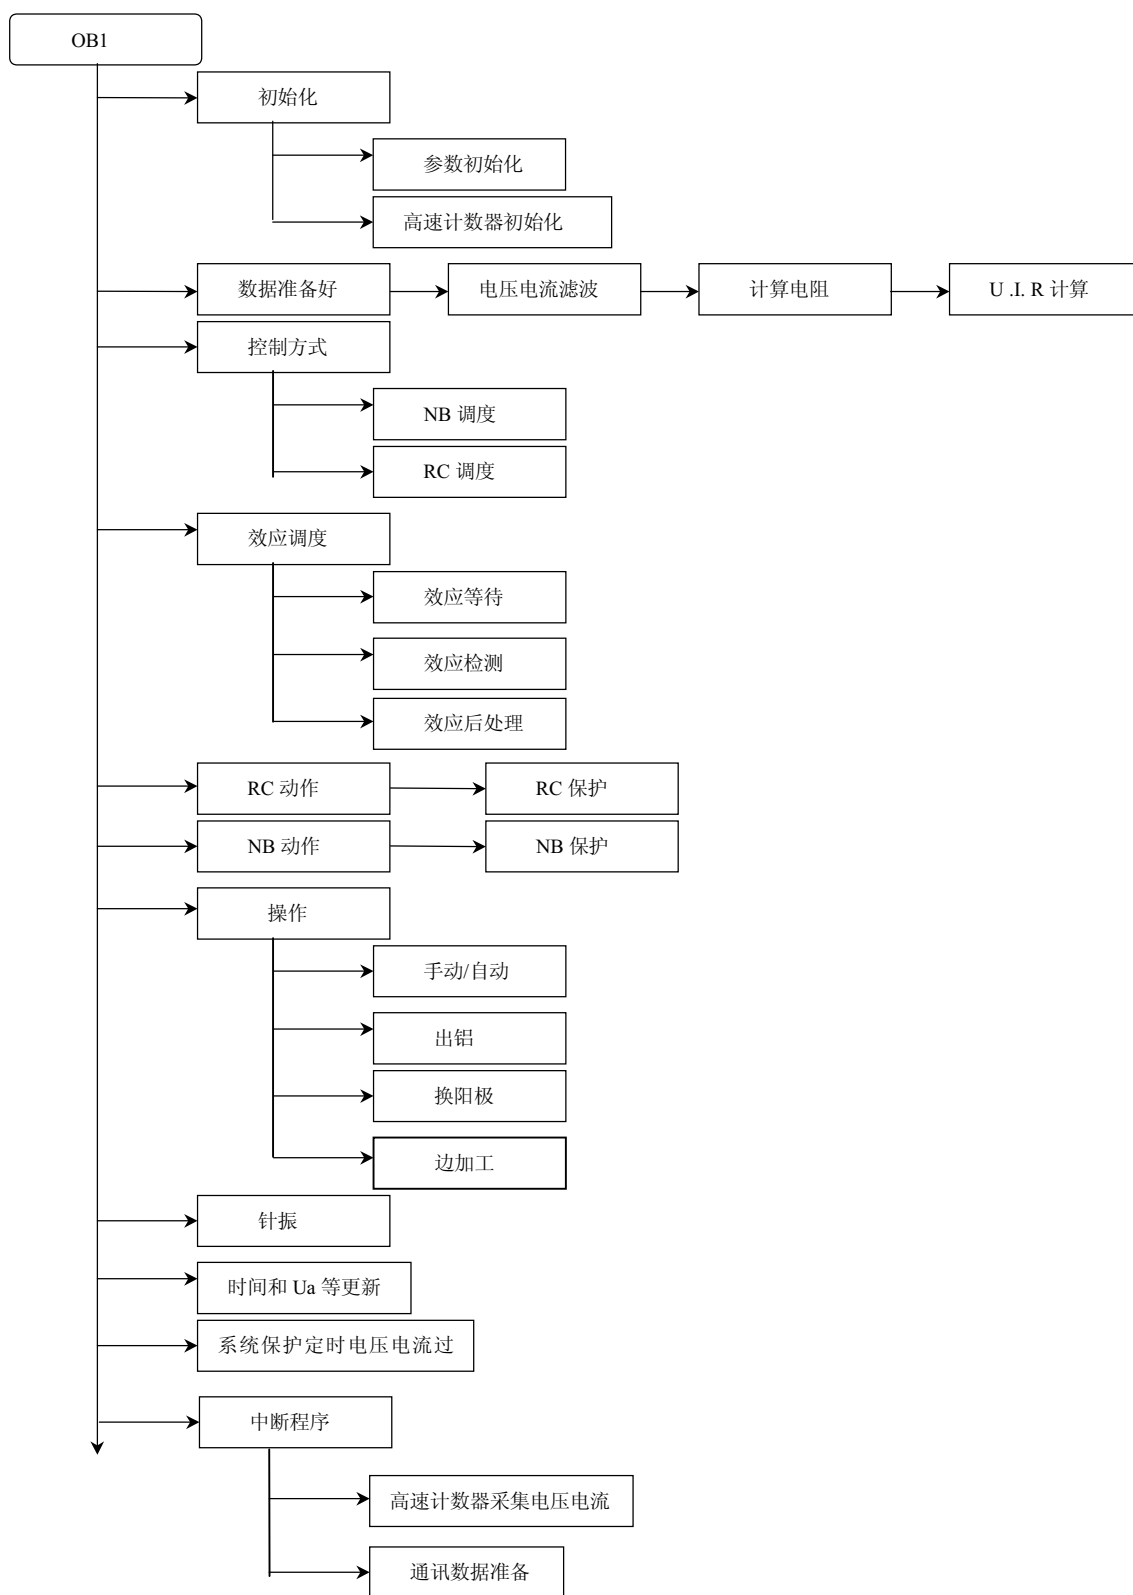 OB1
初始化
参数初始化
高速计数器初始化
数据准备好
电压电流滤波
计算电阻
U .I. R 计算
控制方式
NB 调度
RC 调度
效应调度
效应等待
效应检测
效应后处理
RC 动作
RC 保护
NB 动作
NB 保护
操作
手动/自动
出铝
换阳极
边加工
针振
时间和 Ua 等更新
系统保护定时电压电流过
中断程序
高速计数器采集电压电流
通讯数据准备